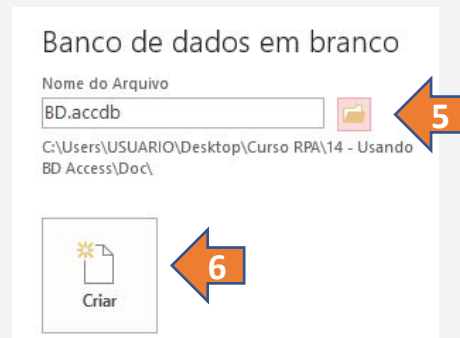 Banco de dados em branco
Nome do Arquivo
BD.accdb
5
C:\Users\USUARIO\Desktop\Curso RPA\14 - Usando
BD Access\Doc\
6
Criar